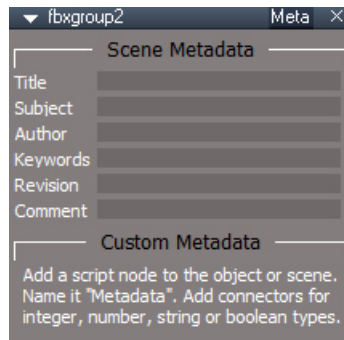 fbxgroup2 Meta
Scene Metadata
Title
Subject
Author
Keywords
Revision
Comment
Custom Metadata
Add a script node to the object or scene.
Name it "Metadata". Add connectors for
integer, number, string or boolean types.